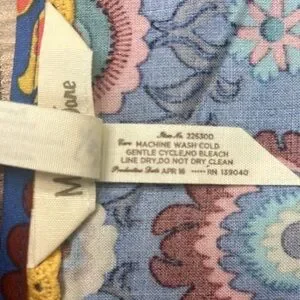 Item No. 226300
Care MACHINE WASH COLD
GENTLE CYCLE, NO BLEACH
LINE DRY, DO NOT DRY CLEAN
Production Date APR 16 ***** RN 139040